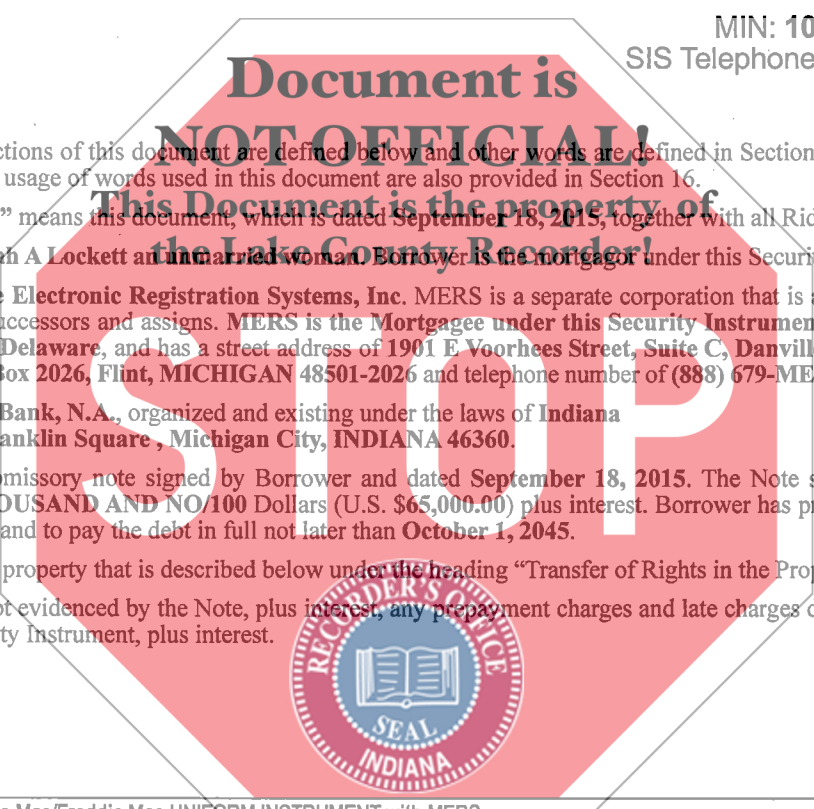 MIN: 10
SIS Telephone
Document is
NOT OFFICIAL!
This Document is the property of
the Lake County Recorder!
ctions of this document are defined below and other words are defined in Section
usage of words used in this document are also provided in Section 16.
” means this document, which is dated September 18, 2015, together with all Rid
h A Lockett an unmarried woman. Borrower is the mortgagor under this Securi
e Electronic Registration Systems, Inc. MERS is a separate corporation that is a
uccessors and assigns. MERS is the Mortgagee under this Security Instrumen
Delaware, and has a street address of 1901 E Voorhees Street, Suite C, Danvill
Box 2026, Flint, MICHIGAN 48501-2026 and telephone number of (888) 679-ME
Bank, N.A., organized and existing under the laws of Indiana
anklin Square , Michigan City, INDIANA 46360.
STOP
omissory note signed by Borrower and dated September 18, 2015. The Note s
OUSAND AND NO/100 Dollars (U.S. $65,000.00) plus interest. Borrower has pr
and to pay the debt in full not later than October 1, 2045.
property that is described below under the heading “Transfer of Rights in the Prop
t evidenced by the Note, plus interest, any prepayment charges and late charges d
ty Instrument, plus interest.
RECORDER'S OFFICE
SEAL
INDIANA
Mac UNIFORM INSTRUMENT with MERS